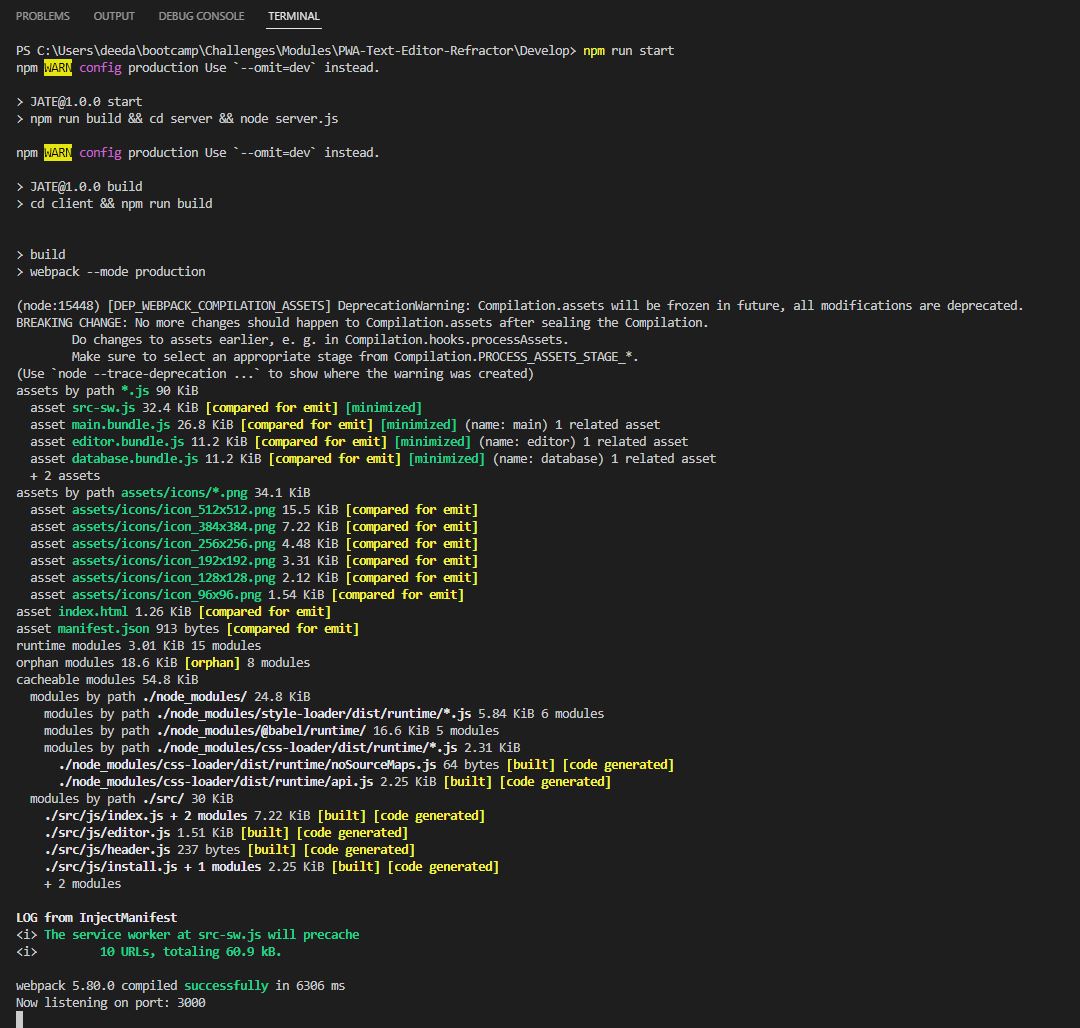 PROBLEMS OUTPUT DEBUG CONSOLE TERMINAL
PS C:\Users\deeda\bootcamp\Challenges\Modules\PWA-Text-Editor-Refractor\Develop> npm run start
npm WARN config production Use `--omit=dev` instead.
> JATE@1.0.0 start
> npm run build && cd server && node server.js
npm WARN config production Use `--omit=dev` instead.
> JATE@1.0.0 build
> cd client && npm run build
> build
> webpack --mode production
(node:15448) [DEP_WEBPACK_COMPILATION_ASSETS] DeprecationWarning: Compilation.assets will be frozen in future, all modifications are deprecated.
BREAKING CHANGE: No more changes should happen to Compilation.assets after sealing the Compilation.
Do changes to assets earlier, e. g. in Compilation.hooks.processAssets.
Make sure to select an appropriate stage from Compilation.PROCESS_ASSETS_STAGE_*.
(Use `node --trace-deprecation ...` to show where the warning was created)
assets by path *.js 90 KiB
asset src-sw.js 32.4 KiB [compared for emit] [minimized]
asset main.bundle.js 26.8 KiB [compared for emit] [minimized] (name: main) 1 related asset
asset editor.bundle.js 11.2 KiB [compared for emit] [minimized] (name: editor) 1 related asset
asset database.bundle.js 11.2 KiB [compared for emit] [minimized] (name: database) 1 related asset
+ 2 assets
assets by path assets/icons/*.png 34.1 KiB
asset assets/icons/icon_512x512.png 15.5 KiB [compared for emit]
asset assets/icons/icon_384x384.png 7.22 KiB [compared for emit]
asset assets/icons/icon_256x256.png 4.48 KiB [compared for emit]
asset assets/icons/icon_192x192.png 3.31 KiB [compared for emit]
asset assets/icons/icon_128x128.png 2.12 KiB [compared for emit]
asset assets/icons/icon_96x96.png 1.54 KiB [compared for emit]
asset index.html 1.26 KiB [compared for emit]
asset manifest.json 913 bytes [compared for emit]
runtime modules 3.01 KiB 15 modules
orphan modules 18.6 KiB [orphan] 8 modules
cacheable modules 54.8 KiB
modules by path ./node_modules/ 24.8 KiB
modules by path ./node_modules/style-loader/dist/runtime/*.js 5.84 KiB 6 modules
modules by path ./node_modules/@babel/runtime/ 16.6 KiB 5 modules
modules by path ./node_modules/css-loader/dist/runtime/*.js 2.31 KiB
./node_modules/css-loader/dist/runtime/noSourceMaps.js 64 bytes [built] [code generated]
./node_modules/css-loader/dist/runtime/api.js 2.25 KiB [built] [code generated]
modules by path ./src/ 30 KiB
./src/js/index.js + 2 modules 7.22 KiB [built] [code generated]
./src/js/editor.js 1.51 KiB [built] [code generated]
./src/js/header.js 237 bytes [built] [code generated]
./src/js/install.js + 1 modules 2.25 KiB [built] [code generated]
+ 2 modules
LOG from InjectManifest
<i> The service worker at src-sw.js will precache
<i> 10 URLs, totaling 60.9 kB.
webpack 5.80.0 compiled successfully in 6306 ms
Now listening on port: 3000